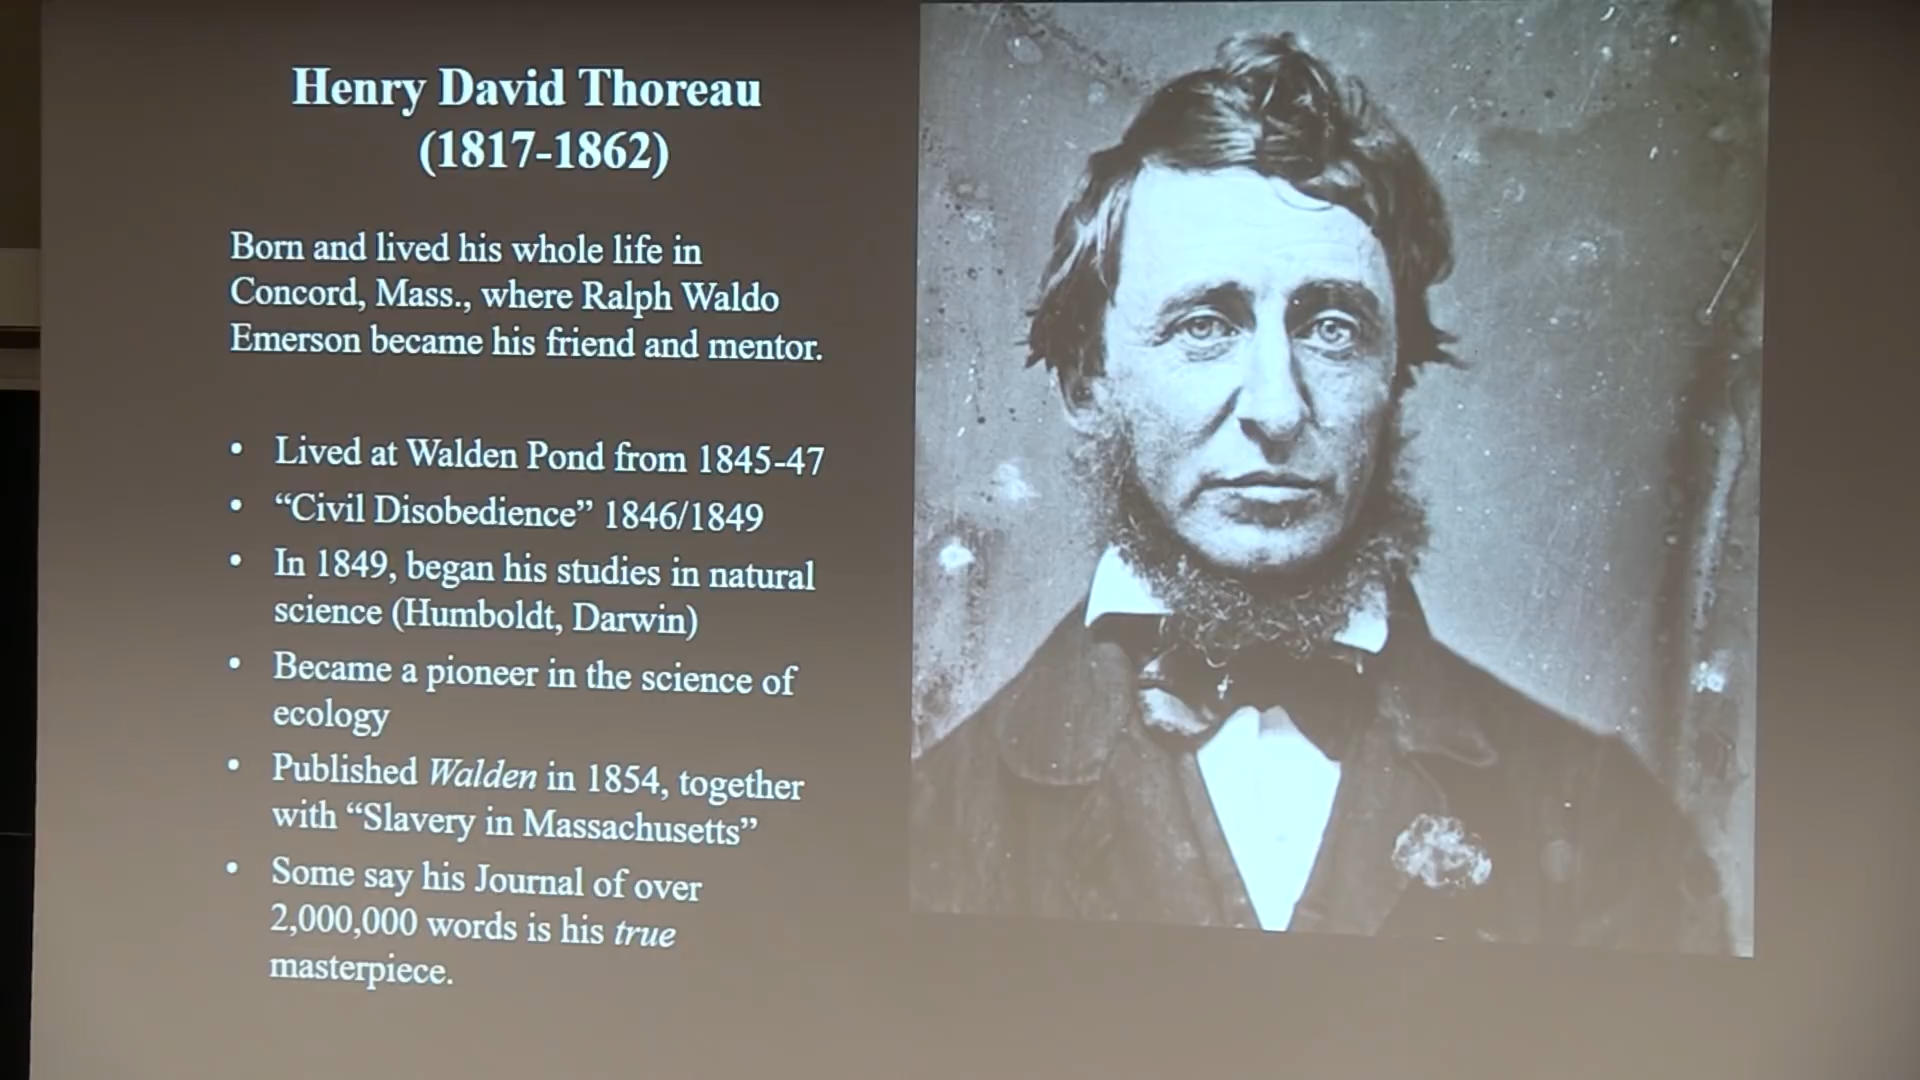 Henry David Thoreau
(1817-1862)
Born and lived his whole life in
Concord, Mass., where Ralph Waldo
Emerson became his friend and mentor.
• Lived at Walden Pond from 1845-47
• “Civil Disobedience” 1846/1849
• In 1849, began his studies in natural
science (Humboldt, Darwin)
• Became a pioneer in the science of
ecology
• Published Walden in 1854, together
with “Slavery in Massachusetts”
• Some say his Journal of over
2,000,000 words is his true
masterpiece.